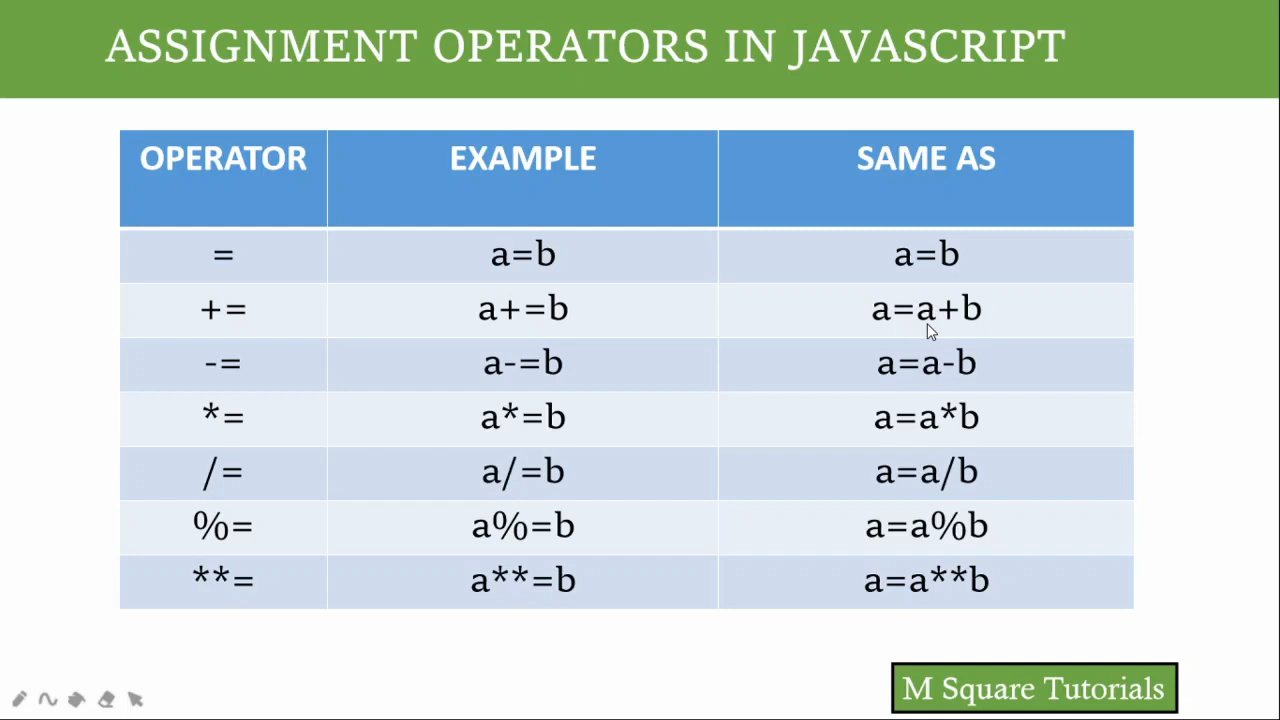 ASSIGNMENT OPERATORS IN JAVASCRIPT
OPERATOR EXAMPLE SAME AS
= a=b a=b
+= a+=b a=a+b
-= a-=b a=a-b
*= a*=b a=a*b
/= a/=b a=a/b
%= a%=b a=a%b
**= a**=b a=a**b
M Square Tutorials